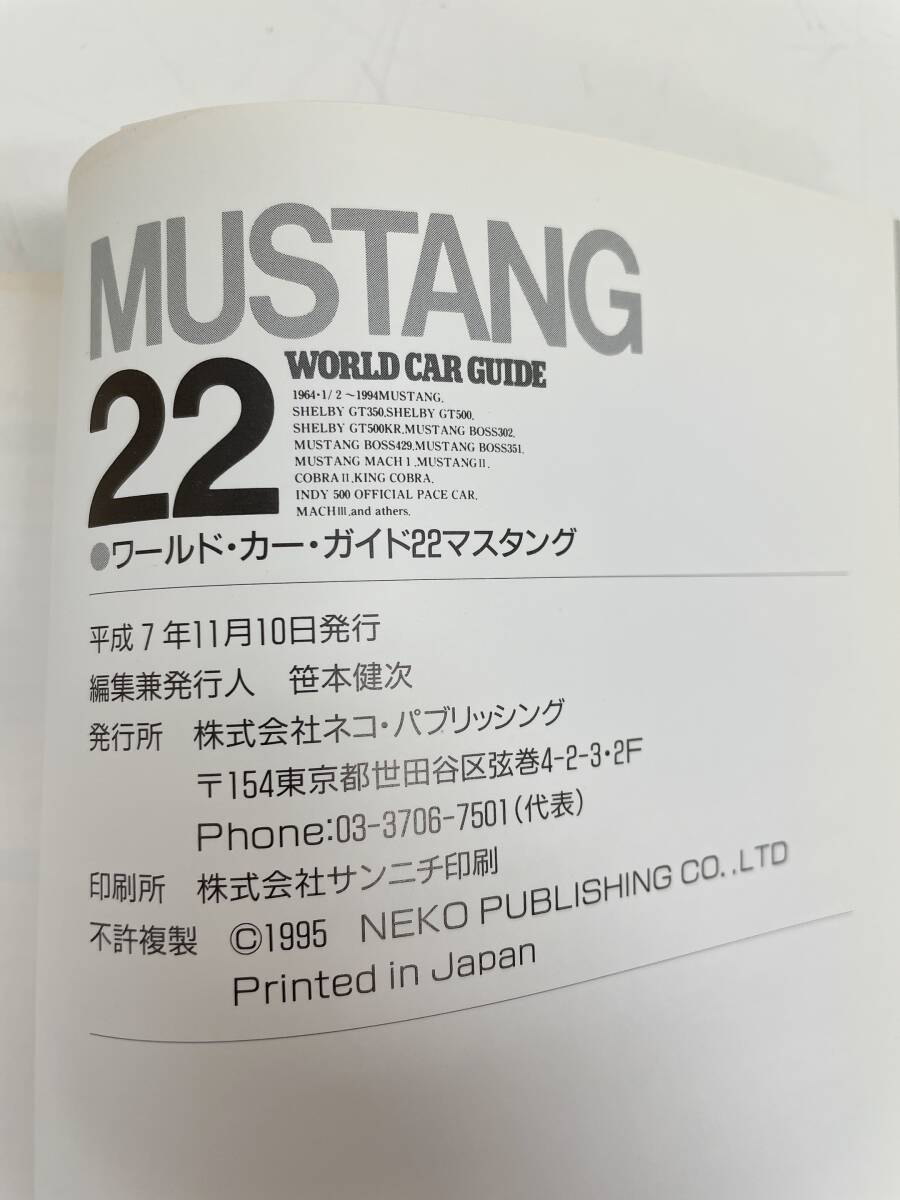 MUSTANG
22
WORLD CAR GUIDE
1964・1/2～1994MUSTANG.
SHELBY GT350.SHELBY GT500.
SHELBY GT500KR.MUSTANG BOSS302.
MUSTANG BOSS429.MUSTANG BOSS351.
MUSTANG MACH I.MUSTANG II.
COBRA II.KING COBRA.
INDY 500 OFFICIAL PACE CAR.
MACH III.and athers.
●ワールド・カー・ガイド22マスタング
平成7年11月10日発行
編集兼発行人　笹本健次
発行所　株式会社ネコ・パブリッシング
〒154東京都世田谷区弦巻4-2-3・2F
Phone:03-3706-7501(代表)
印刷所　株式会社サンニチ印刷
不許複製　©1995　NEKO PUBLISHING CO.,LTD
Printed in Japan